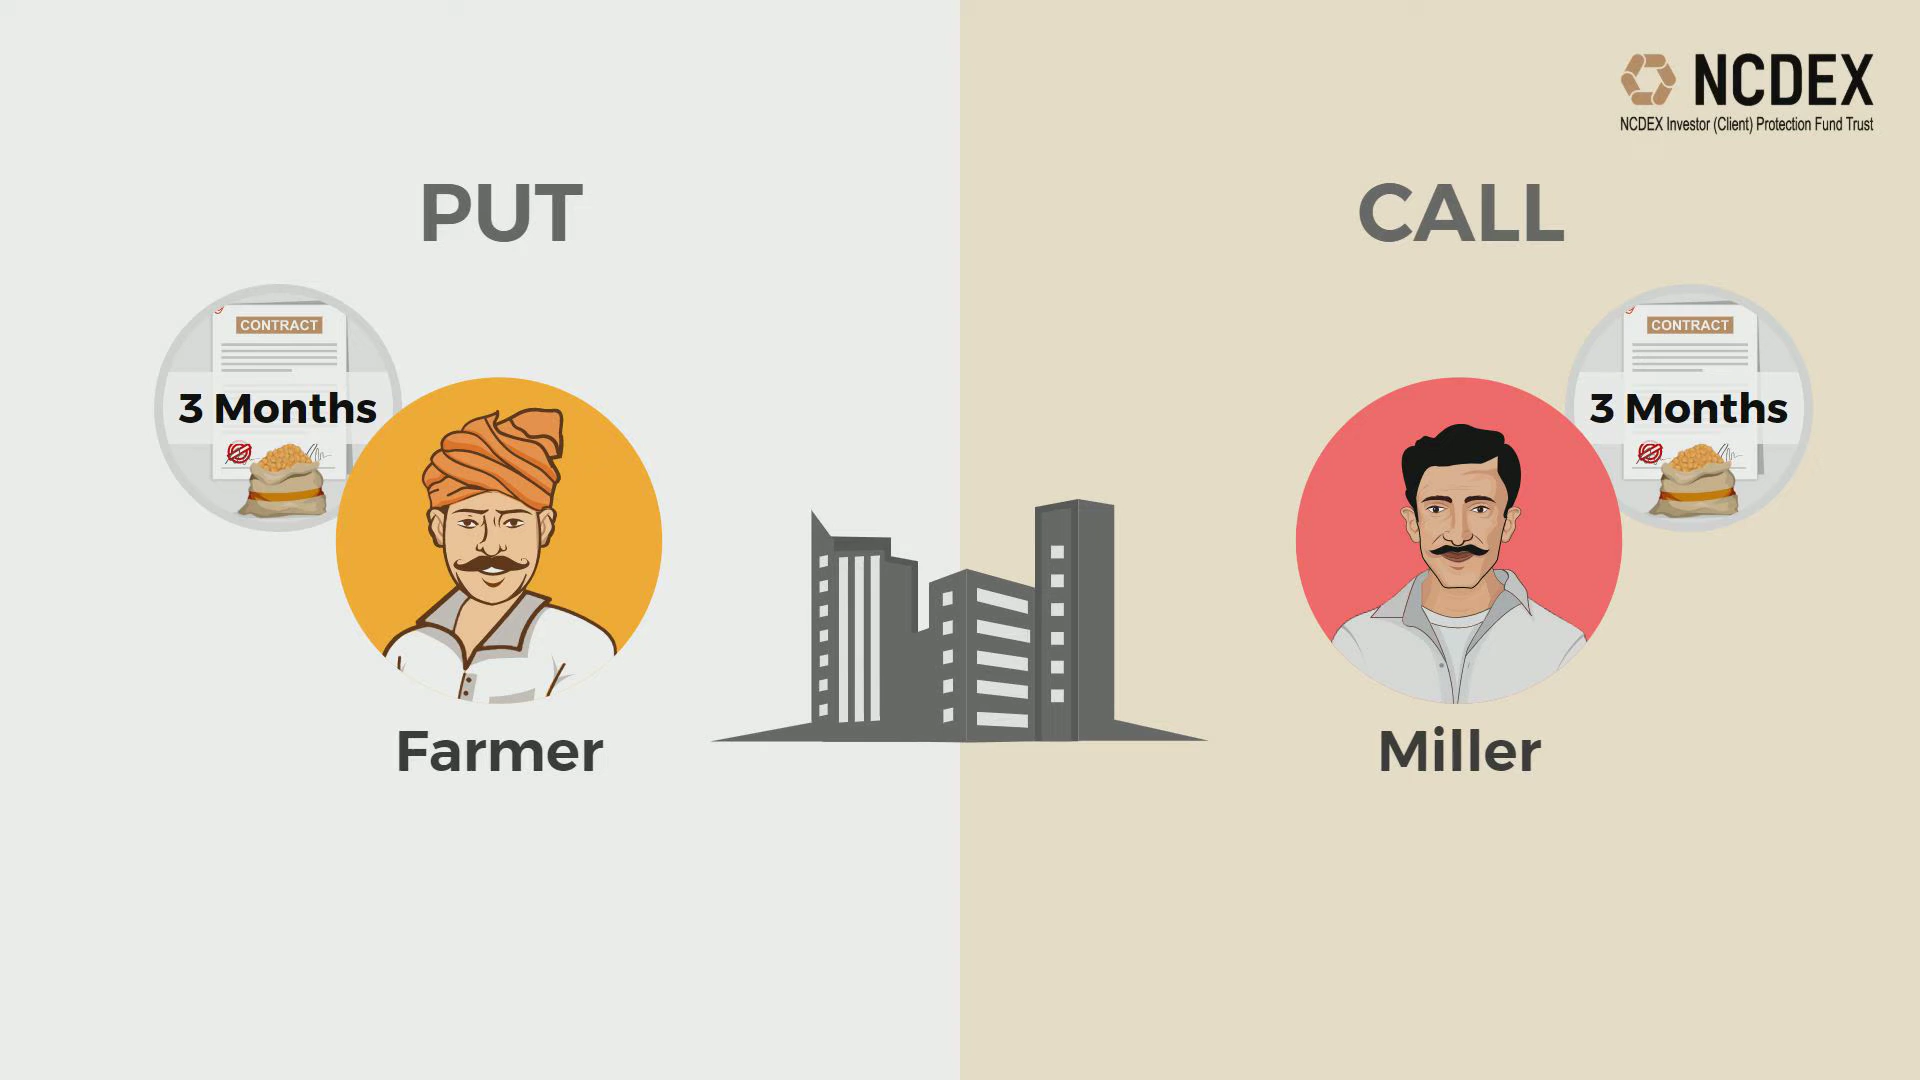 NCDEX
NCDEX Investor (Client) Protection Fund Trust
PUT
CALL
CONTRACT
3 Months
CONTRACT
3 Months
Farmer
Miller